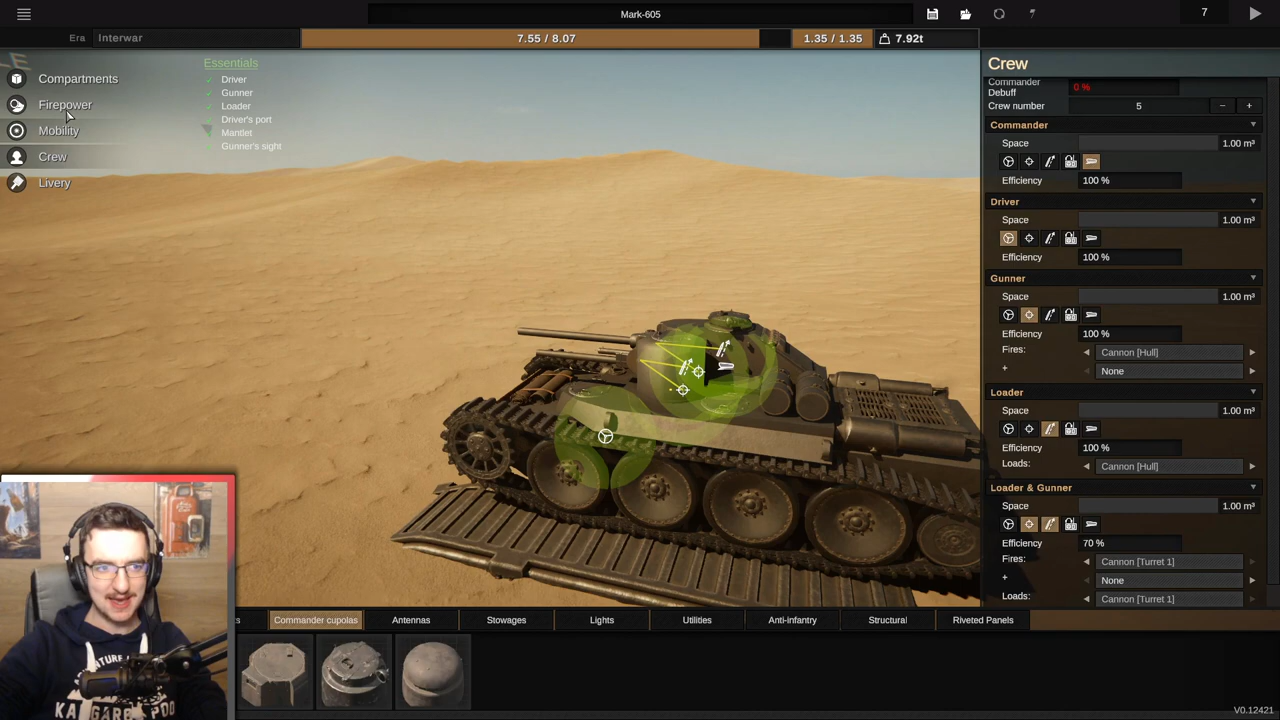 Mark-605
7
Era
Interwar
7.55 / 8.07
1.35 / 1.35
7.92t
Compartments
Firepower
Mobility
Crew
Livery
Essentials
Driver
Gunner
Loader
Driver's port
Mantlet
Gunner's sight
Crew
Commander
Debuff
0 %
Crew number
5
Commander
Space
1.00 m³
Efficiency
100 %
Driver
Space
1.00 m³
Efficiency
100 %
Gunner
Space
1.00 m³
Efficiency
100 %
Fires:
Cannon [Hull]
+
None
Loader
Space
1.00 m³
Efficiency
100 %
Loads:
Cannon [Hull]
Loader & Gunner
Space
1.00 m³
Efficiency
70 %
Fires:
Cannon [Turret 1]
+
None
Loads:
Cannon [Turret 1]
s
Commander cupolas
Antennas
Stowages
Lights
Utilities
Anti-infantry
Structural
Riveted Panels
V0.12421